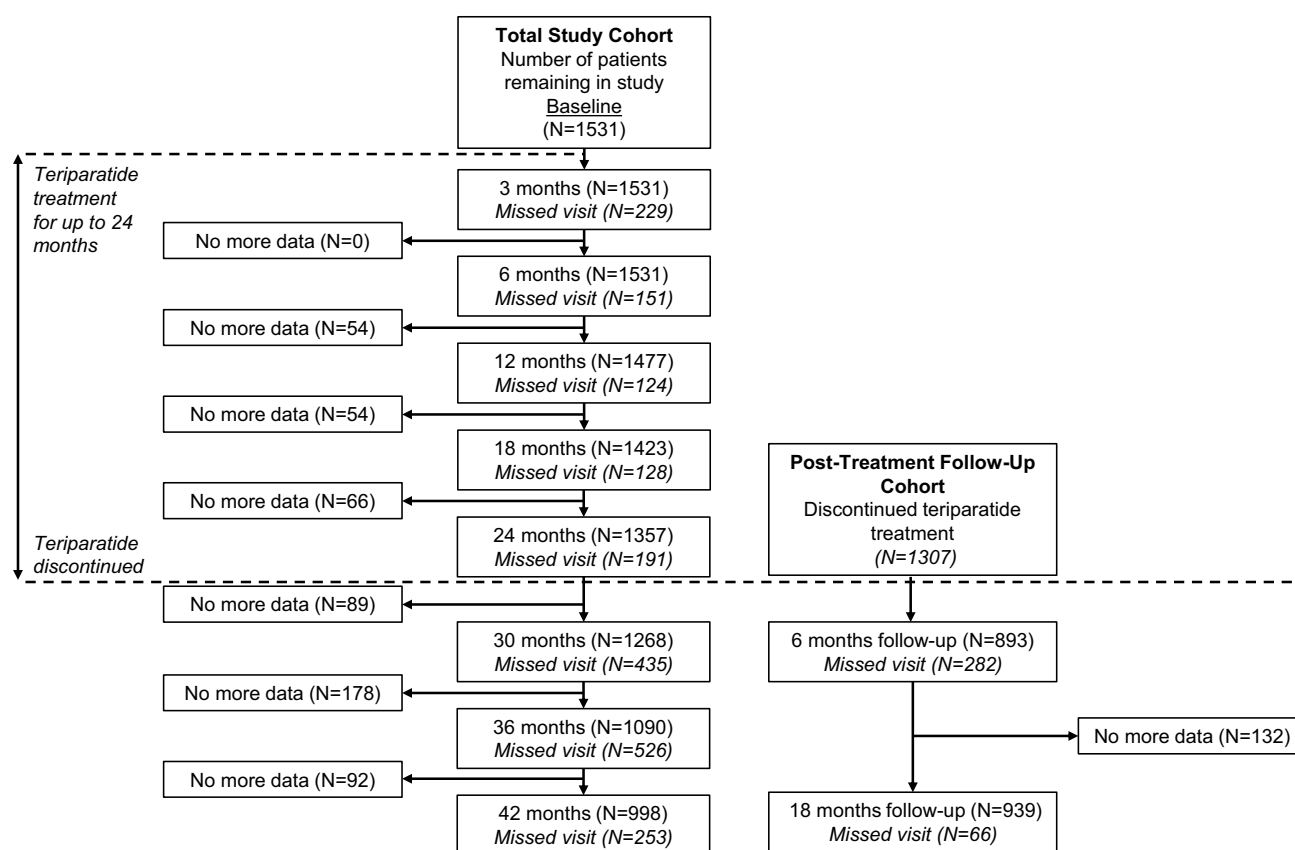 Total Study Cohort
Number of patients
remaining in study
Baseline
(N=1531)
Teriparatide
treatment
for up to 24
months
3 months (N=1531)
Missed visit (N=229)
No more data (N=0)
6 months (N=1531)
Missed visit (N=151)
No more data (N=54)
12 months (N=1477)
Missed visit (N=124)
No more data (N=54)
18 months (N=1423)
Missed visit (N=128)
No more data (N=66)
24 months (N=1357)
Missed visit (N=191)
Teriparatide
discontinued
Post-Treatment Follow-Up
Cohort
Discontinued teriparatide
treatment
(N=1307)
No more data (N=89)
30 months (N=1268)
Missed visit (N=435)
No more data (N=178)
36 months (N=1090)
Missed visit (N=526)
No more data (N=92)
42 months (N=998)
Missed visit (N=253)
6 months follow-up (N=893)
Missed visit (N=282)
No more data (N=132)
18 months follow-up (N=939)
Missed visit (N=66)